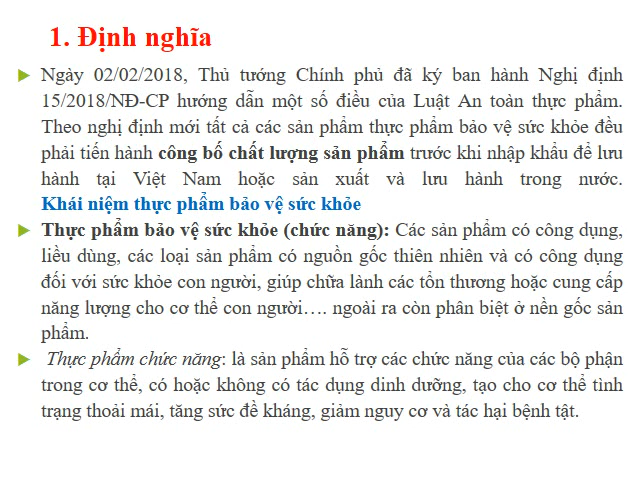 1. Định nghĩa
Ngày 02/02/2018, Thủ tướng Chính phủ đã ký ban hành Nghị định
15/2018/NĐ-CP hướng dẫn một số điều của Luật An toàn thực phẩm.
Theo nghị định mới tất cả các sản phẩm thực phẩm bảo vệ sức khỏe đều
phải tiến hành công bố chất lượng sản phẩm trước khi nhập khẩu để lưu
hành tại Việt Nam hoặc sản xuất và lưu hành trong nước.
Khái niệm thực phẩm bảo vệ sức khỏe
Thực phẩm bảo vệ sức khỏe (chức năng): Các sản phẩm có công dụng,
liều dùng, các loại sản phẩm có nguồn gốc thiên nhiên và có công dụng
đối với sức khỏe con người, giúp chữa lành các tổn thương hoặc cung cấp
năng lượng cho cơ thể con người…. ngoài ra còn phân biệt ở nền gốc sản
phẩm.
Thực phẩm chức năng: là sản phẩm hỗ trợ các chức năng của các bộ phận
trong cơ thể, có hoặc không có tác dụng dinh dưỡng, tạo cho cơ thể tình
trạng thoải mái, tăng sức đề kháng, giảm nguy cơ và tác hại bệnh tật.